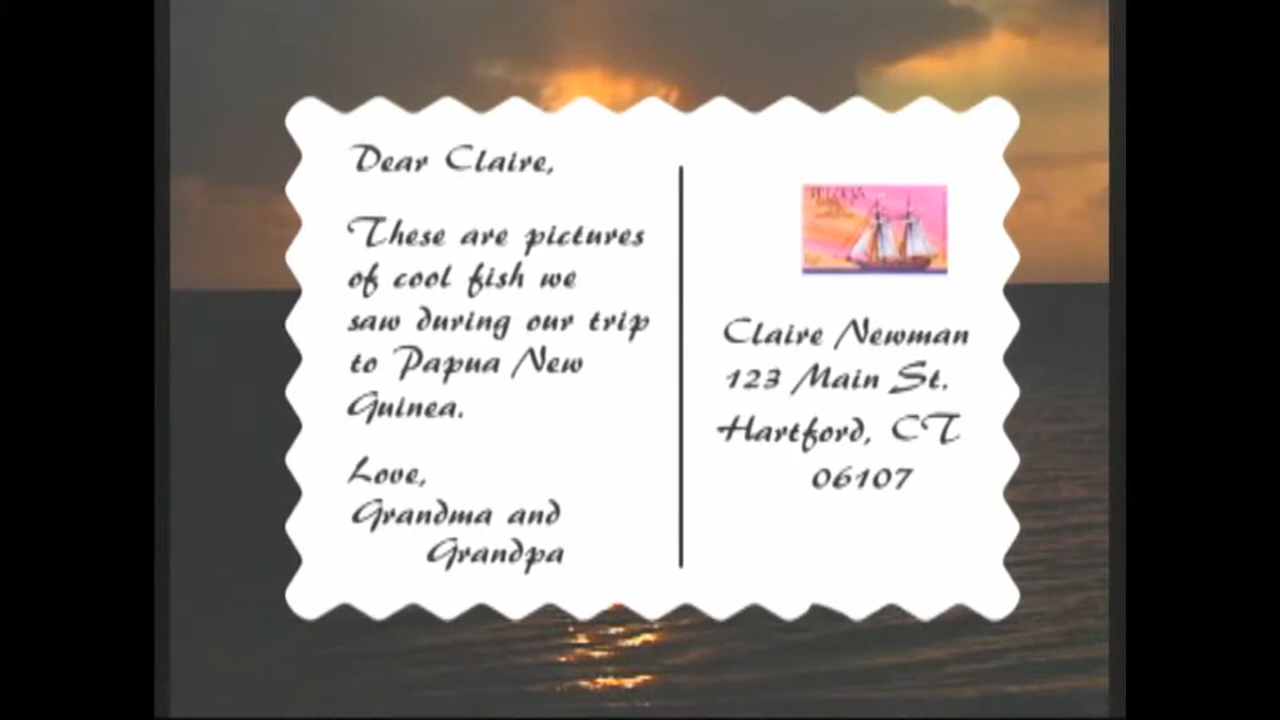 Dear Claire,
These are pictures
of cool fish we
saw during our trip
to Papua New
Guinea.
Love,
Grandma and
Grandpa
Claire Newman
123 Main St.
Hartford, CT
06107